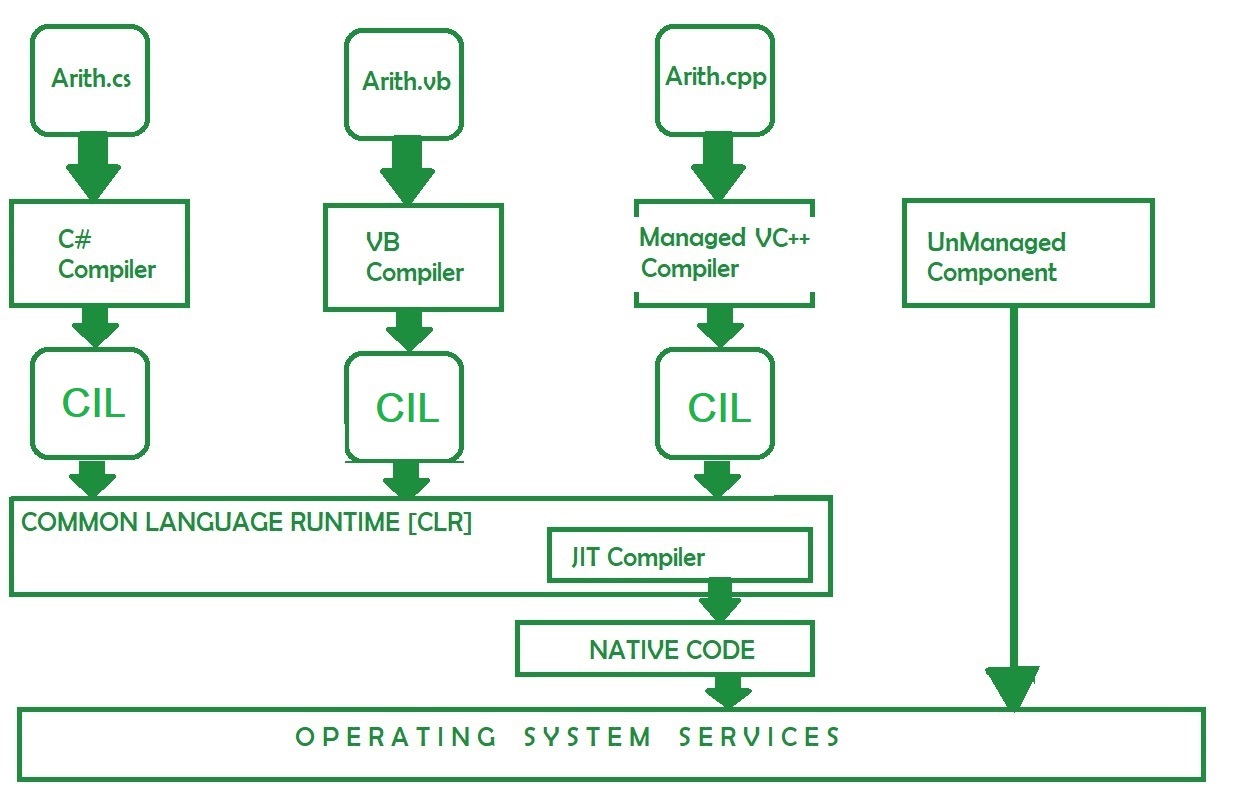 Arith.cs
Arith.vb
Arith.cpp
C#
Compiler
VB
Compiler
Managed VC++
Compiler
UnManaged
Component
CIL
CIL
CIL
COMMON LANGUAGE RUNTIME [CLR]
JIT Compiler
NATIVE CODE
OPERATING SYSTEM SERVICES